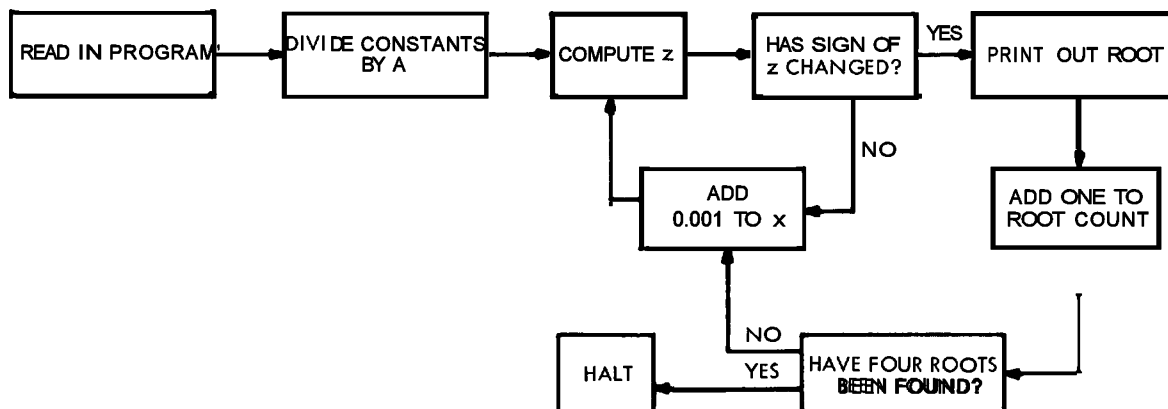 READ IN PROGRAM
DIVIDE CONSTANTS
BY A
COMPUTE z
HAS SIGN OF
z CHANGED?
YES
PRINT OUT ROOT
NO
ADD
0.001 TO x
ADD ONE TO
ROOT COUNT
NO
YES
HALT
HAVE FOUR ROOTS
BEEN FOUND?